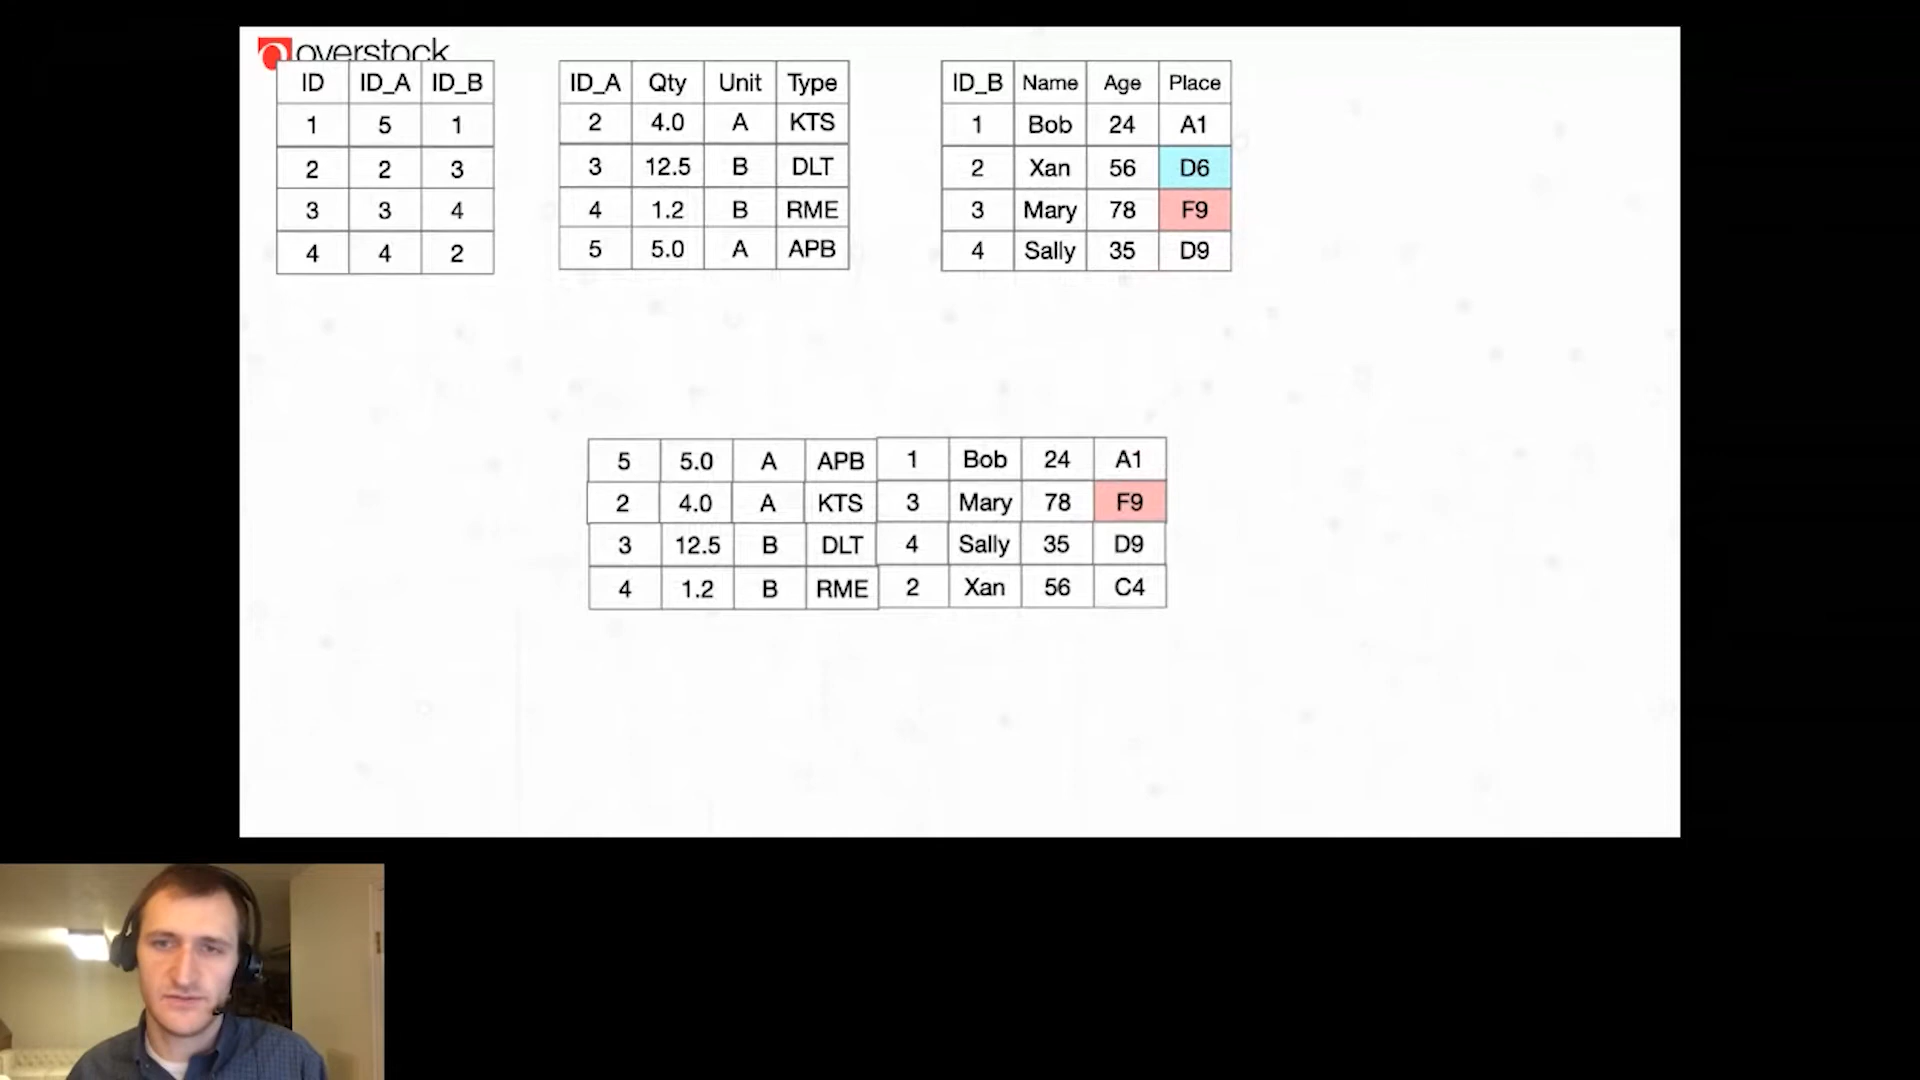 overstock
ID ID_A ID_B
1 5 1
2 2 3
3 3 4
4 4 2
ID_A Qty Unit Type
2 4.0 A KTS
3 12.5 B DLT
4 1.2 B RME
5 5.0 A APB
ID_B Name Age Place
1 Bob 24 A1
2 Xan 56 D6
3 Mary 78 F9
4 Sally 35 D9
5 5.0 A APB 1 Bob 24 A1
2 4.0 A KTS 3 Mary 78 F9
3 12.5 B DLT 4 Sally 35 D9
4 1.2 B RME 2 Xan 56 C4